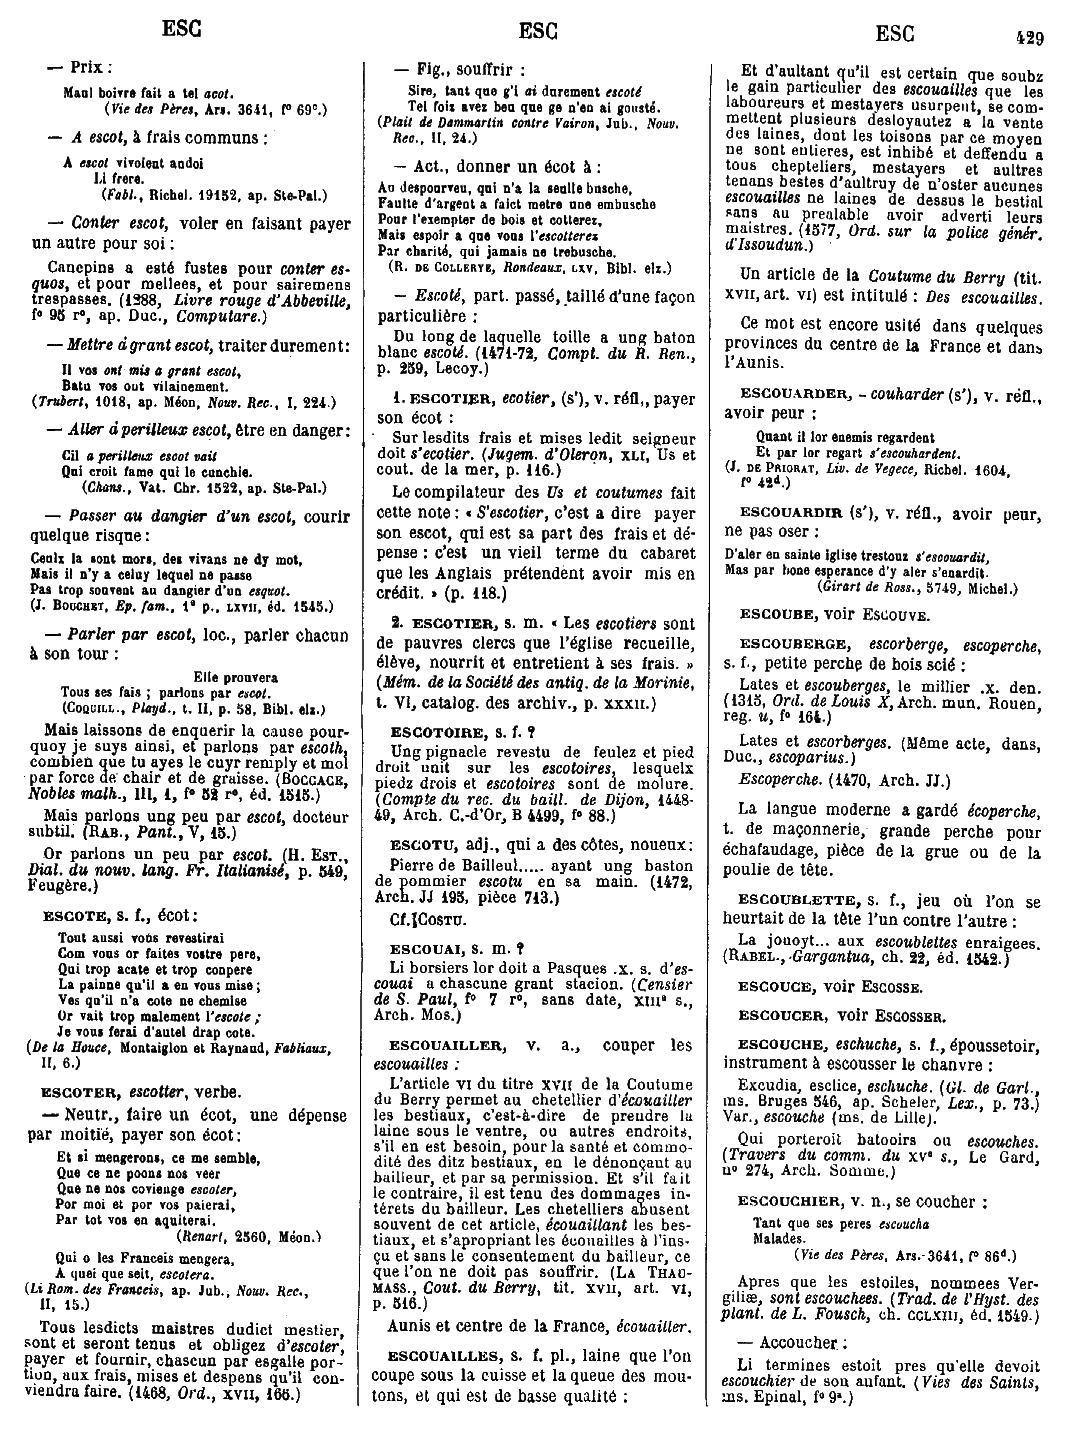 ESC
ESC
ESC
429
— Prix :
Maul boivre fait a tel acot.
(Vie des Pères, Ars. 3641, f° 69c.)
— A escot, à frais communs :
A escot vivoient andoi
Li frere.
(Fabl., Richel. 19152, ap. Ste-Pal.)
— Conter escot, voler en faisant payer
un autre pour soi :
Canepins a esté fustes pour conter es-
quos, et pour mellees, et pour sairemens
trespasses. (1288, Livre rouge d'Abbeville,
f° 95 r°, ap. Duc., Computare.)
— Mettre à grant escot, traiter durement:
Il vos ont mis a grant escot,
Batu vos out vilainement.
(Trubert, 1018, ap. Méon, Nouv. Rec., I, 224.)
— Aller à perilleux escot, être en danger:
Cil a perilleus escot vait
Qui croit fame qui le cunchie.
(Chans., Vat. Chr. 1522, ap. Ste-Pal.)
— Passer au dangier d'un escot, courir
quelque risque :
Ceulx la sont mors, des vivans ne dy mot,
Mais il n'y a celuy lequel ne passe
Pas trop souvent au dangier d'un esquot.
(J. BOUCHET, Ep. fam., 1e p., LXVII, éd. 1545.)
— Parler par escot, loc., parler chacun
à son tour :
Elle prouvera
Tous ses fais ; parlons par escot.
(COQUILL., Playd., t. II, p. 58, Bibl. elz.)
Mais laissons de enquerir la cause pour-
quoy je suys ainsi, et parlons par escoth,
combien que tu ayes le cuyr remply et mol
par force de chair et de graisse. (BOCCACE,
Nobles malh., III, 1, f° 52 r°, éd. 1515.)
Mais parlons ung peu par escot, docteur
subtil. (RAB., Pant., V, 15.)
Or parlons un peu par escot. (H. EST.,
Dial. du nouv. lang. Fr. Italianisé, p. 549,
Feugère.)
ESCOTE, s. f., écot :
Tout aussi vous revestirai
Com vous or faites vostre pere,
Qui trop acate et trop conpere
La painne qu'il a en vous mise ;
Ves qu'il n'a cote ne chemise
Or vait trop malement l'escote ;
Je vous ferai d'autel drap cote.
(De la Houce, Montaiglon et Raynaud, Fabliaux,
II, 6.)
ESCOTER, escotter, verbe.
— Neutr., faire un écot, une dépense
par moitié, payer son écot :
Et si mengerons, ce me semble,
Que ce ne poons nos veer
Que ne nos coviengе escoter,
Por moi et por vos paierai,
Par tot vos en aquiterai.
(Renart, 2560, Méon.)
Qui o les Franceis mengera,
A quei que seit, escotera.
(Li Rom. des Franceis, ap. Jub., Nouv. Rec.,
II, 15.)
Tous lesdicts maistres dudict mestier,
sont et seront tenus et obligez d'escoter,
payer et fournir, chascun par esgalle por-
tion, aux frais, mises et despens qu'il con-
viendra faire. (1468, Ord., XVII, 166.)
— Fig., souffrir :
Sire, tant que g'i ai durement escoté
Tel foiz avez beu que ge n'en ai gousté.
(Plait de Dammartin contre Vairon, Jub., Nouv.
Rec., II, 24.)
— Act., donner un écot à :
Au despourveu, qui n'a la seulle busche,
Faulte d'argent a faict metre une embusche
Pour l'exempter de bois et cotterez,
Mais espoir a que vous l'escotterez
Par charité, qui jamais ne trebusche.
(R. DE COLLERYE, Rondeaux, LXV, Bibl. elz.)
— Escoté, part. passé, taillé d'une façon
particulière :
Du long de laquelle toille a ung baton
blanc escoté. (1471-72, Compt. du R. Ren.,
p. 259, Lecoy.)
1. ESCOTIER, ecotier, (s'), v. réfl., payer
son écot :
Sur lesdits frais et mises ledit seigneur
doit s'ecotier. (Jugem. d'Oleron, XLI, Us et
cout. de la mer, p. 116.)
Le compilateur des Us et coutumes fait
cette note : « S'escotier, c'est a dire payer
son escot, qui est sa part des frais et dé-
pense : c'est un vieil terme du cabaret
que les Anglais prétendent avoir mis en
crédit. » (p. 118.)
2. ESCOTIER, s. m. « Les escotiers sont
de pauvres clercs que l'église recueille,
élève, nourrit et entretient à ses frais. »
(Mém. de la Société des antiq. de la Morinie,
t. VI, catalog. des archiv., p. XXXII.)
ESCOTOIRE, s. f. ?
Ung pignacle revestu de feulez et pied
droit unit sur les escotoires, lesquelx
piedz drois et escotoires sont de molure.
(Compte du rec. du baill. de Dijon, 1448-
49, Arch. C.-d'Or, B 4499, f° 88.)
ESCOTU, adj., qui a des côtes, noueux :
Pierre de Bailleul..... ayant ung baston
de pommier escotu en sa main. (1472,
Arch. JJ 195, pièce 713.)
Cf. COSTU.
ESCOUAI, s. m. ?
Li borsiers lor doit a Pasques .x. s. d'es-
couai a chascune grant stacion. (Censier
de S. Paul, f° 7 r°, sans date, XIIIe s.,
Arch. Mos.)
ESCOUAILLER, v. a., couper les
escouailles :
L'article VI du titre XVII de la Coutume
du Berry permet au chetellier d'écouailler
les bestiaux, c'est-à-dire de prendre la
laine sous le ventre, ou autres endroits,
s'il en est besoin, pour la santé et commo-
dité des ditz bestiaux, en le dénonçant au
bailleur, et par sa permission. Et s'il fait
le contraire, il est tenu des dommages in-
térets du bailleur. Les chetelliers abusent
souvent de cet article, écouaillant les bes-
tiaux, et s'apropriant les écouailles à l'ins-
çu et sans le consentement du bailleur, ce
que l'on ne doit pas souffrir. (LA THAU-
MASS., Cout. du Berry, tit. XVII, art. VI,
p. 516.)
Aunis et centre de la France, écouailler.
ESCOUAILLES, s. f. pl., laine que l'on
coupe sous la cuisse et la queue des mou-
tons, et qui est de basse qualité :
Et d'aultant qu'il est certain que soubz
le gain particulier des escouailles que les
laboureurs et mestayers usurpent, se com-
mettent plusieurs desloyautez a la vente
des laines, dont les toisons par ce moyen
ne sont entieres, est inhibé et deffendu a
tous chepteliers, mestayers et aultres
tenans bestes d'aultruy de n'oster aucunes
escouailles ne laines de dessus le bestial
sans au prealable avoir adverti leurs
maistres. (1577, Ord. sur la police génér.
d'Issoudun.)
Un article de la Coutume du Berry (tit.
XVII, art. VI) est intitulé : Des escouailles.
Ce mot est encore usité dans quelques
provinces du centre de la France et dans
l'Aunis.
ESCOUARDER, - couharder (s'), v. réfl.,
avoir peur :
Quant il lor enemis regardent
Et par lor regart s'escouhardent.
(J. DE PRIORAT, Liv. de Vegece, Richel. 1604,
f° 42d.)
ESCOUARDIR (s'), v. réfl., avoir peur,
ne pas oser :
D'aler en sainte iglise trestouz s'escouardit,
Mas par bone esperance d'y aler s'enardit.
(Girart de Ross., 5749, Michel.)
ESCOUBE, voir ESCOUVE.
ESCOUBERGE, escorberge, escoperche,
s. f., petite perche de bois scié :
Lates et escouberges, le millier .x. den.
(1315, Ord. de Louis X, Arch. mun. Rouen,
reg. u, f° 164.)
Lates et escorberges. (Même acte, dans,
Duc., escoparius.)
Escoperche. (1470, Arch. JJ.)
La langue moderne a gardé écoperche,
t. de maçonnerie, grande perche pour
échafaudage, pièce de la grue ou de la
poulie de tête.
ESCOUBLETTE, s. f., jeu où l'on se
heurtait de la tête l'un contre l'autre :
La jouoyt... aux escoublettes enraigees.
(RABEL., Gargantua, ch. 22, éd. 1542.)
ESCOUCE, voir ESCOSSE.
ESCOUCER, voir ESCOSSER.
ESCOUCHE, eschuche, s. f., époussetoir,
instrument à escousser le chanvre :
Excudia, esclice, eschuche. (Gl. de Garl.,
ms. Bruges 546, ap. Scheler, Lex., p. 73.)
Var., escouche (ms. de Lille).
Qui porteroit batooirs ou escouches.
(Travers du comm. du XVe s., Le Gard,
n° 274, Arch. Somme.)
ESCOUCHIER, v. n., se coucher :
Tant que ses peres escoucha
Malades.
(Vie des Pères, Ars. 3641, f° 86d.)
Apres que les estoiles, nommees Ver-
giliæ, sont escouchees. (Trad. de l'Hyst. des
plant. de L. Fousch, ch. CCLXIII, éd. 1549.)
— Accoucher :
Li termines estoit pres qu'elle devoit
escouchier de son anfant. (Vies des Saints,
ms. Epinal, f° 9a.)